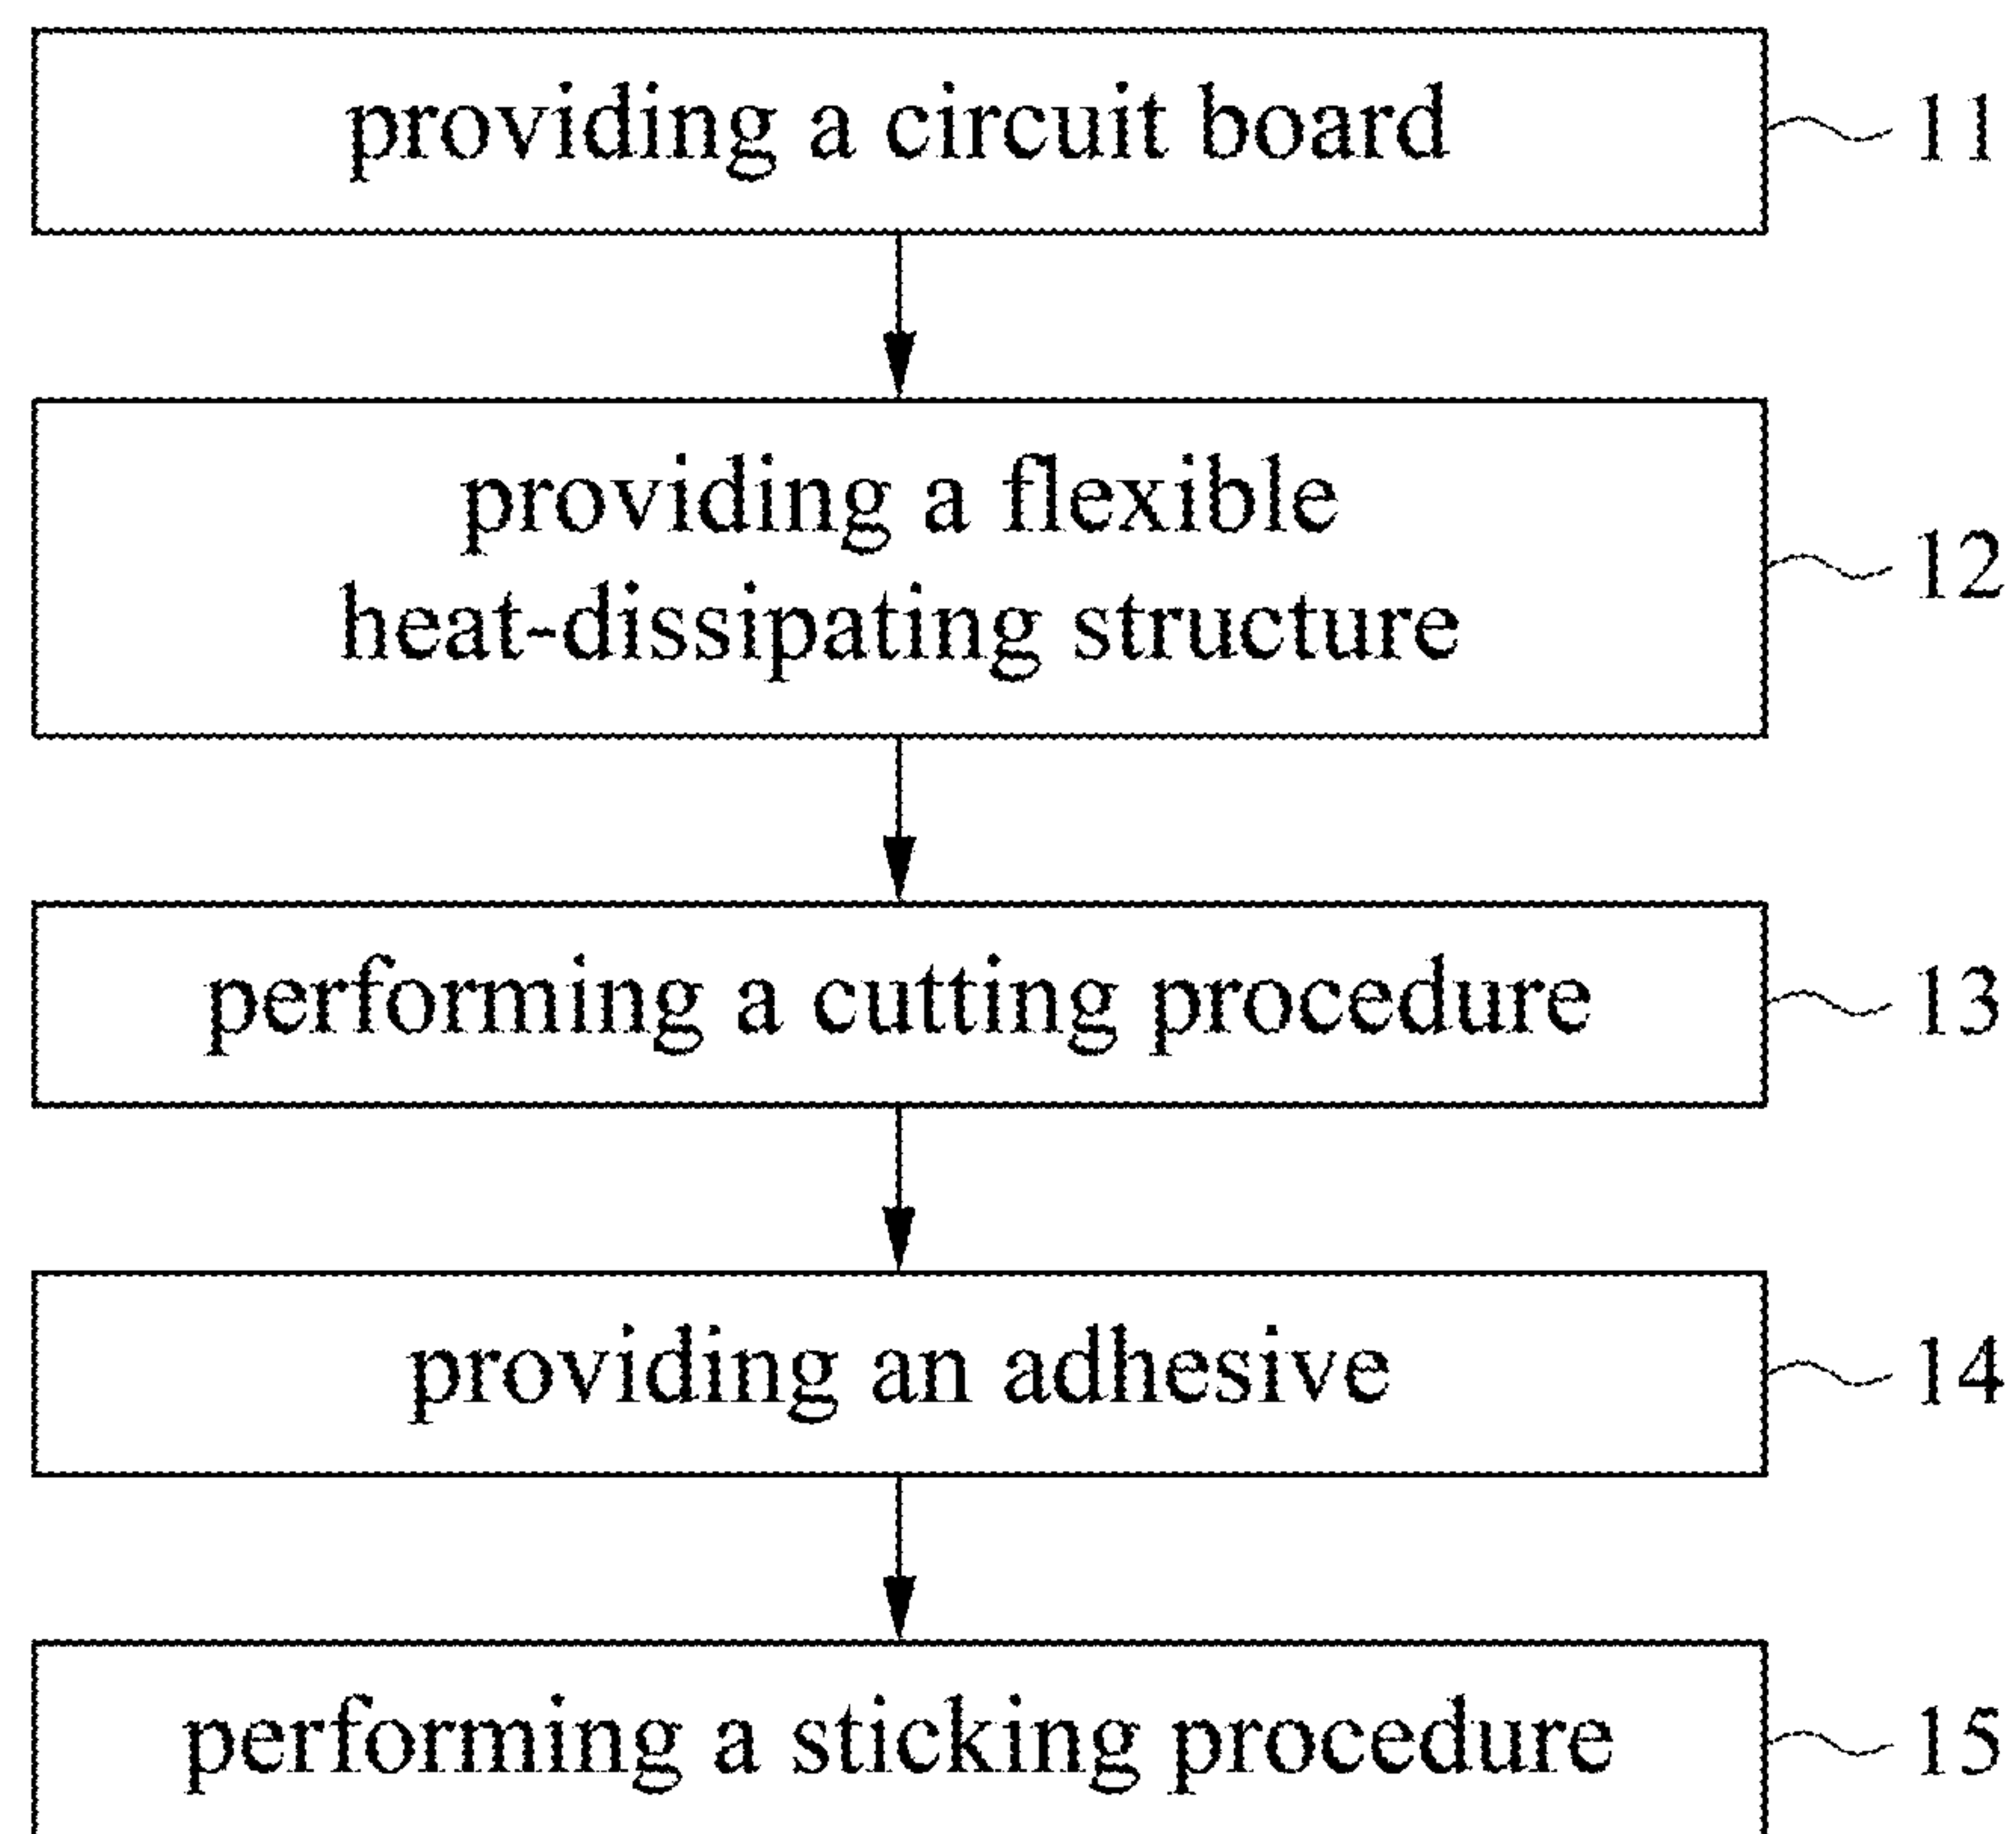 providing a circuit board 11
providing a flexible
heat-dissipating structure 12
performing a cutting procedure 13
providing an adhesive 14
performing a sticking procedure 15